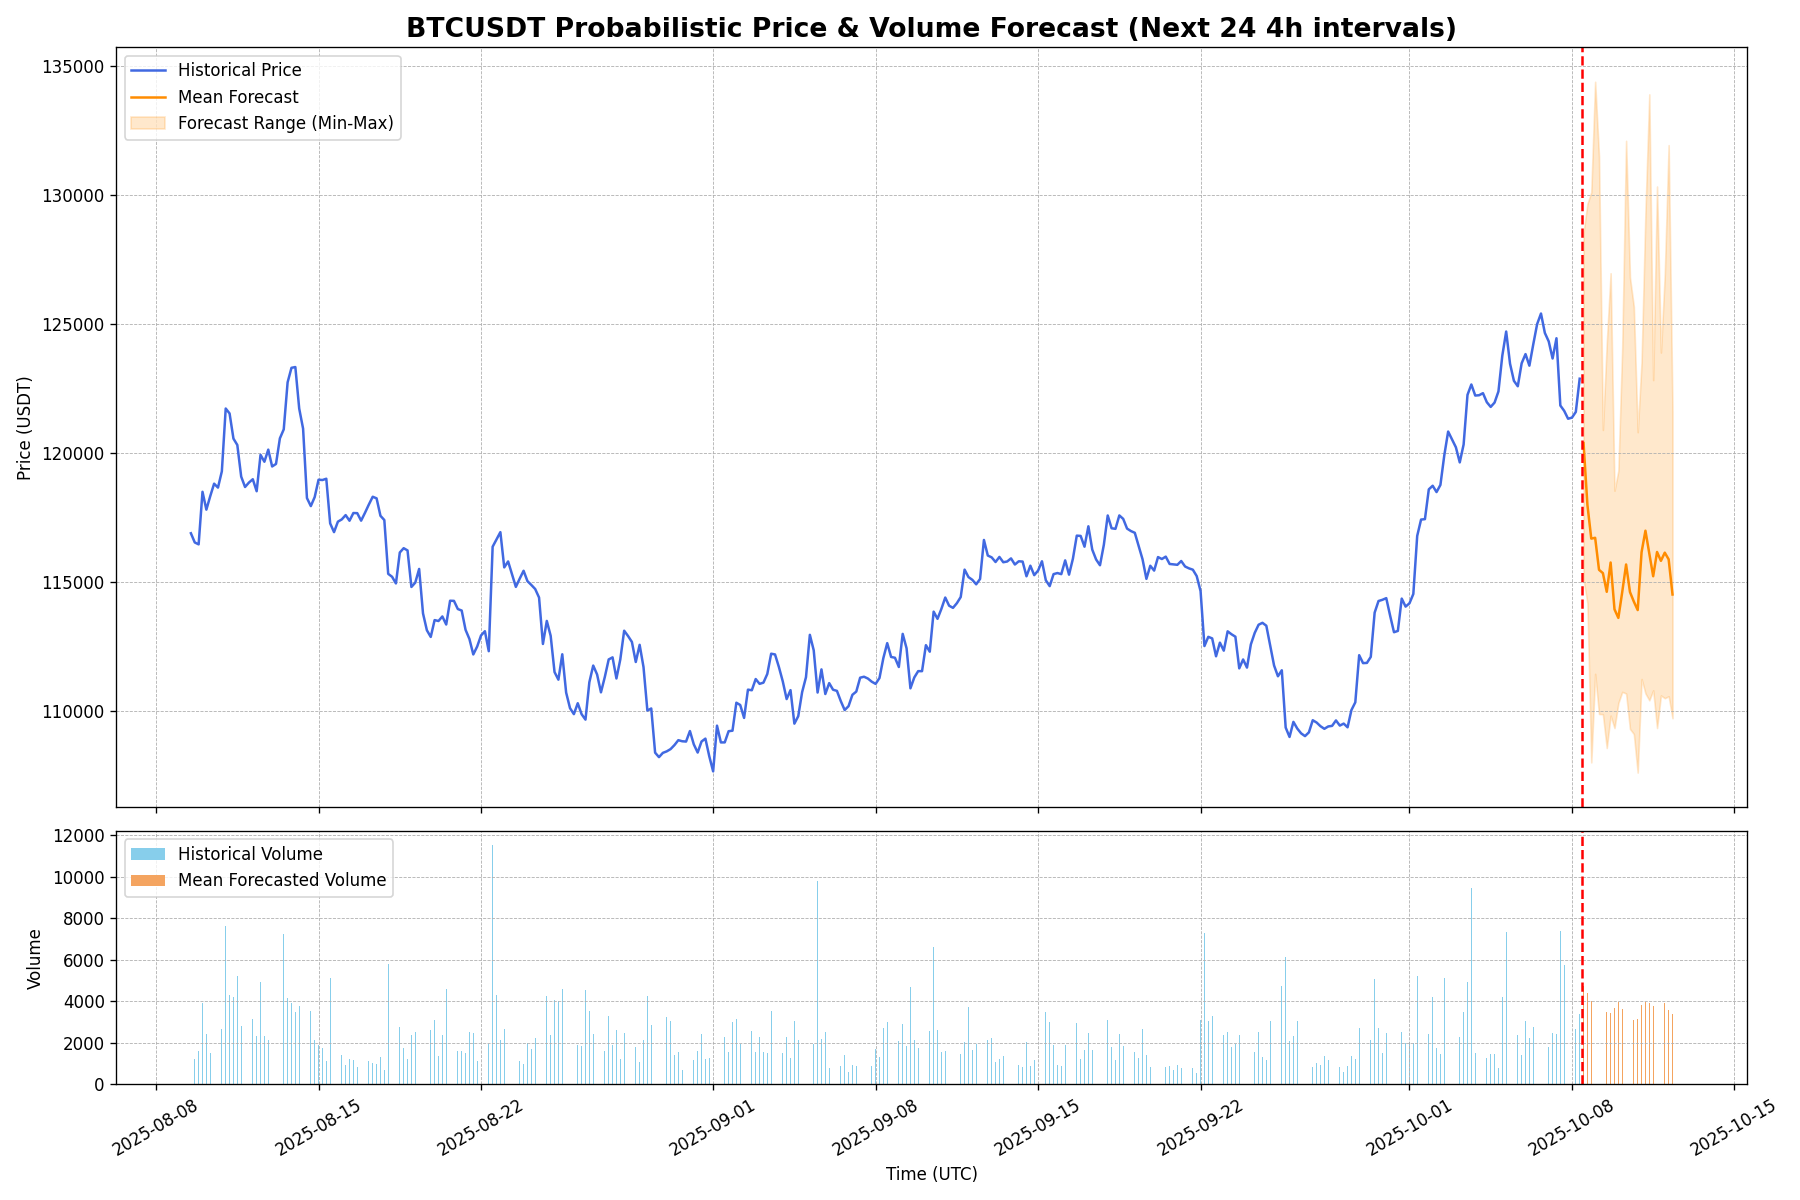 BTCUSDT Probabilistic Price & Volume Forecast (Next 24 4h intervals)
Historical Price
Mean Forecast
Forecast Range (Min-Max)
135000
130000
125000
120000
115000
110000
Price (USDT)
Historical Volume
Mean Forecasted Volume
12000
10000
8000
6000
4000
2000
0
Volume
2025-08-08
2025-08-15
2025-08-22
2025-09-01
2025-09-08
2025-09-15
2025-09-22
2025-10-01
2025-10-08
2025-10-15
Time (UTC)